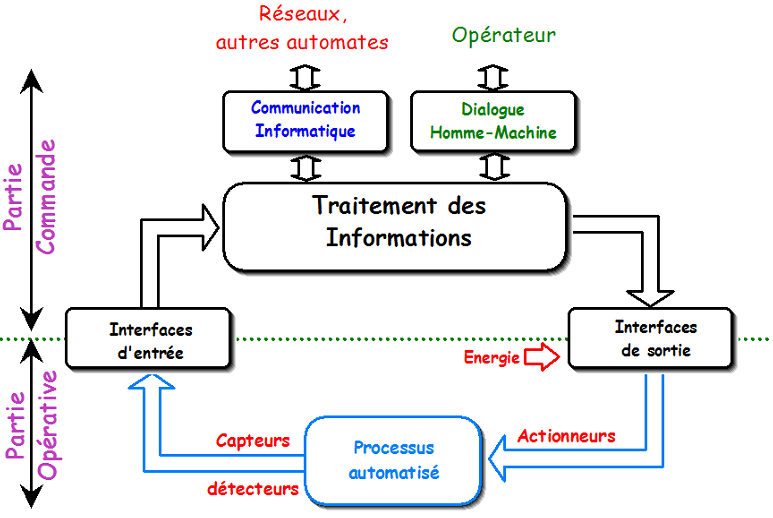 Réseaux,
autres automates
Opérateur
Communication
Informatique
Dialogue
Homme-Machine
Partie
Commande
Traitement des
Informations
Interfaces
d'entrée
Interfaces
de sortie
Energie
Partie
Opérative
Capteurs
détecteurs
Processus
automatisé
Actionneurs